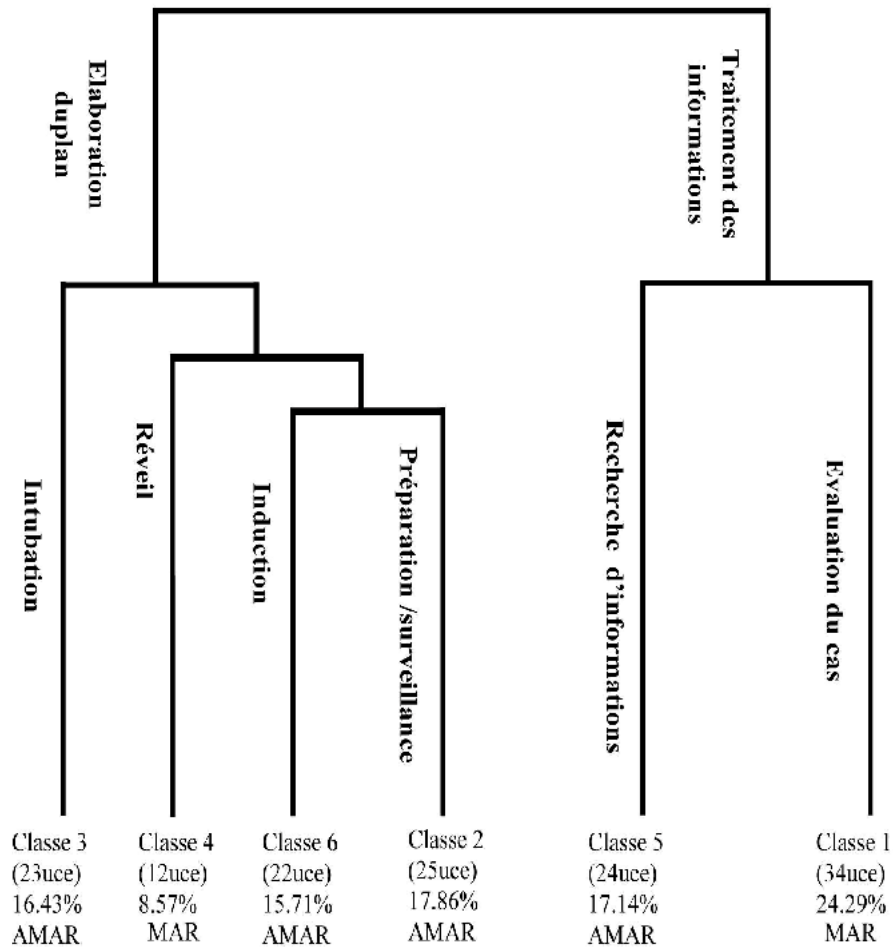 Elaboration
duplan
Traitement des
informations
Intubation
Réveil
Induction
Préparation /surveillance
Recherche d'informations
Evaluation du cas
Classe 3
(23uce)
16.43%
AMAR
Classe 4
(12uce)
8.57%
MAR
Classe 6
(22uce)
15.71%
AMAR
Classe 2
(25uce)
17.86%
AMAR
Classe 5
(24uce)
17.14%
AMAR
Classe 1
(34uce)
24.29%
MAR